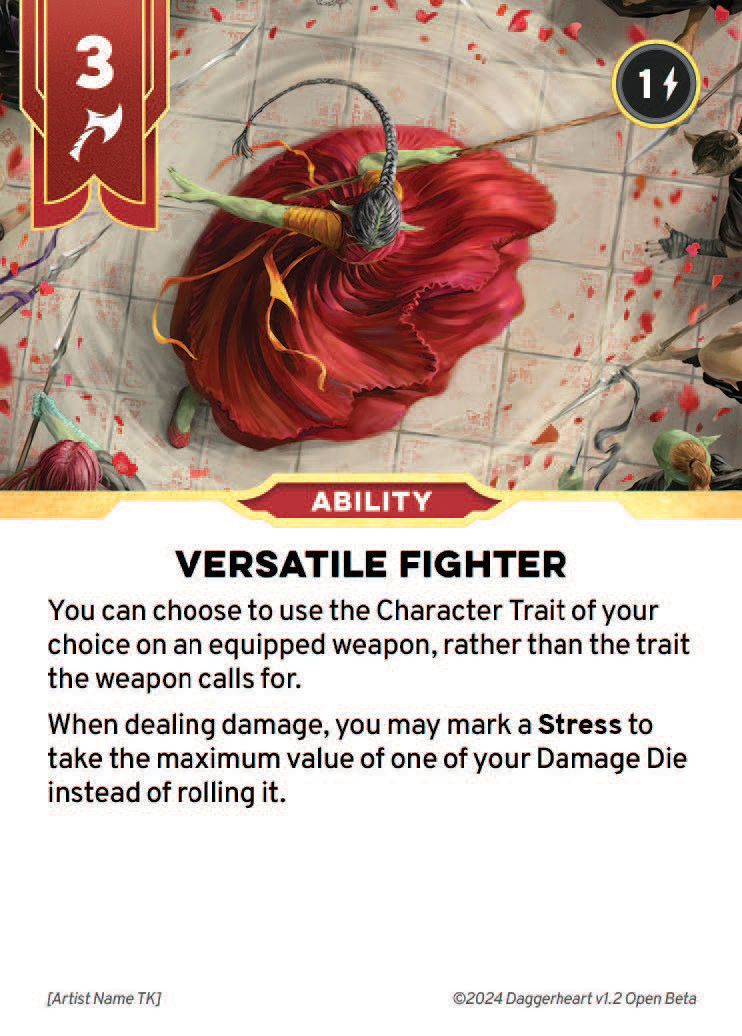 3
1
ABILITY
VERSATILE FIGHTER
You can choose to use the Character Trait of your
choice on an equipped weapon, rather than the trait
the weapon calls for.
When dealing damage, you may mark a Stress to
take the maximum value of one of your Damage Die
instead of rolling it.
[Artist Name TK]
©2024 Daggerheart v1.2 Open Beta